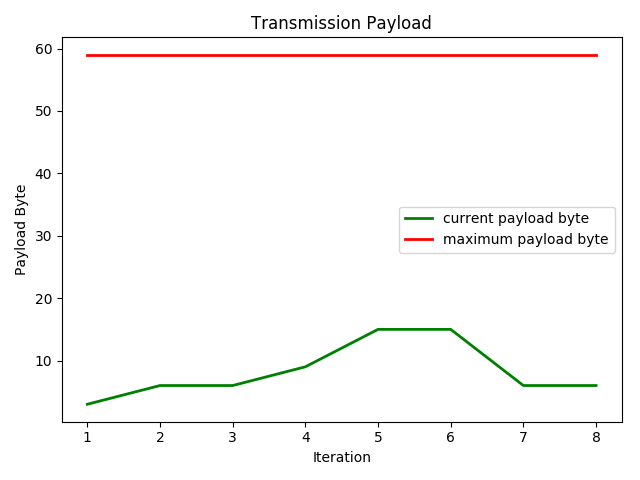 Transmission Payload
60
50
40
30
20
10
Payload Byte
current payload byte
maximum payload byte
1 2 3 4 5 6 7 8
Iteration